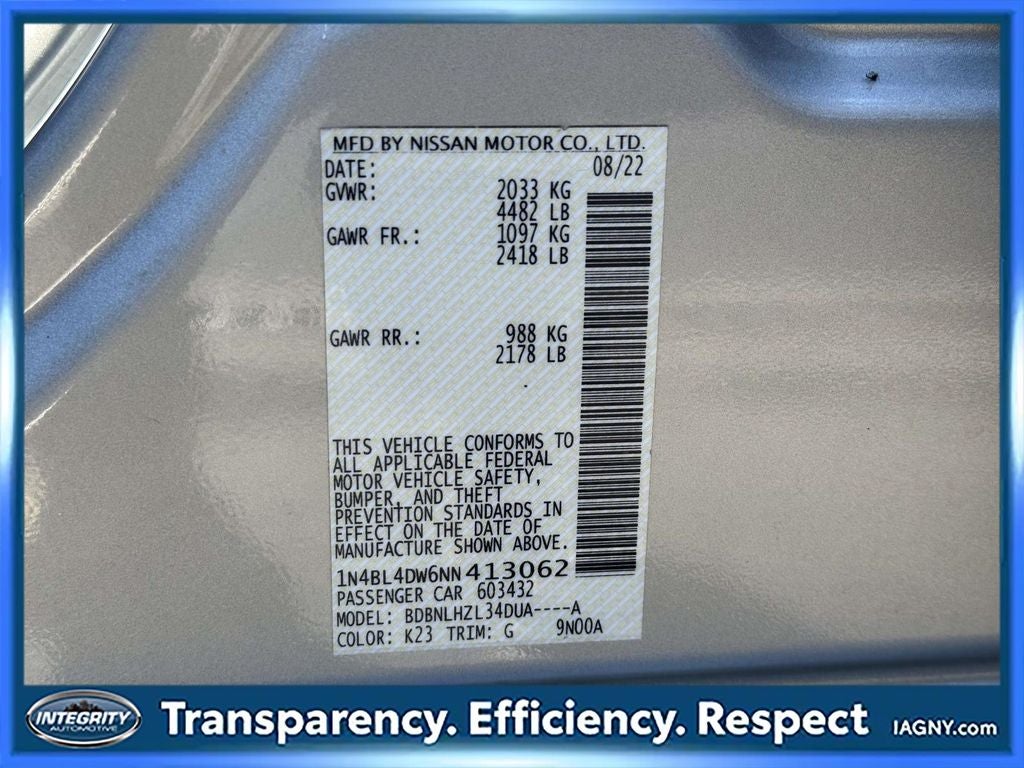 MFD BY NISSAN MOTOR CO., LTD.
DATE: 08/22
GVWR: 2033 KG
4482 LB
GAWR FR.: 1097 KG
2418 LB
GAWR RR.: 988 KG
2178 LB
THIS VEHICLE CONFORMS TO
ALL APPLICABLE FEDERAL
MOTOR VEHICLE SAFETY,
BUMPER, AND THEFT
PREVENTION STANDARDS IN
EFFECT ON THE DATE OF
MANUFACTURE SHOWN ABOVE.
1N4BL4DW6NN413062
PASSENGER CAR 603432
MODEL: BDBNLHZL34DUA----A
COLOR: K23 TRIM: G 9N00A
INTEGRITY
AUTOMOTIVE
Transparency. Efficiency. Respect
IAGNY.com